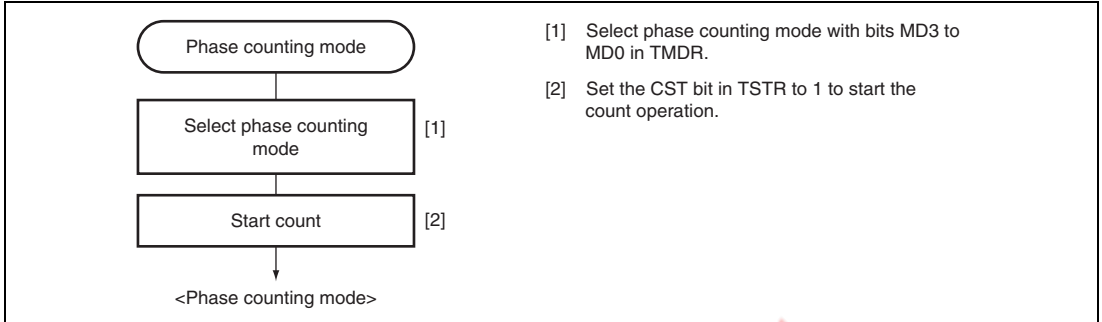 Phase counting mode
Select phase counting
mode
[1]
Start count
[2]
<Phase counting mode>
[1] Select phase counting mode with bits MD3 to
MD0 in TMDR.
[2] Set the CST bit in TSTR to 1 to start the
count operation.